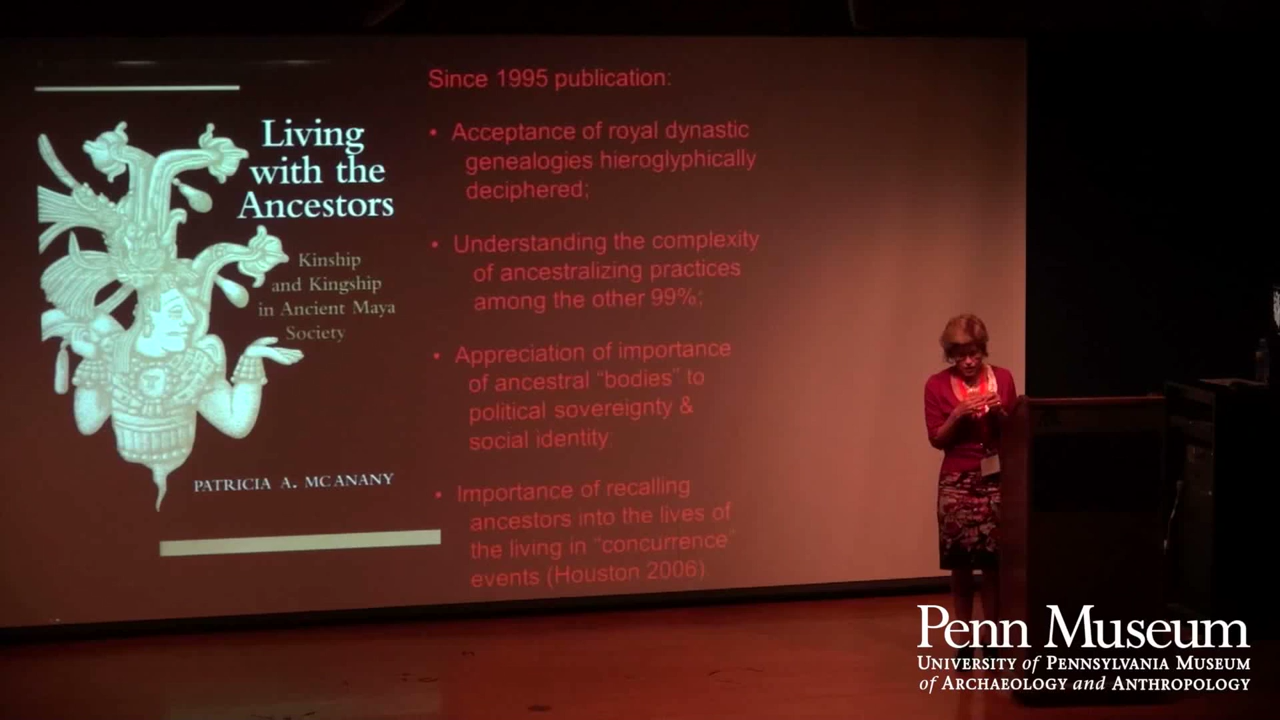 Living
with the
Ancestors
Kinship
and Kingship
in Ancient Maya
Society
PATRICIA A. MCANANY
Since 1995 publication:
• Acceptance of royal dynastic
genealogies hieroglyphically
deciphered;
• Understanding the complexity
of ancestralizing practices
among the other 99%;
• Appreciation of importance
of ancestral “bodies” to
political sovereignty &
social identity;
• Importance of recalling
ancestors into the lives of
the living in “concurrence”
events (Houston 2006)
Penn Museum
UNIVERSITY of PENNSYLVANIA MUSEUM
of ARCHAEOLOGY and ANTHROPOLOGY